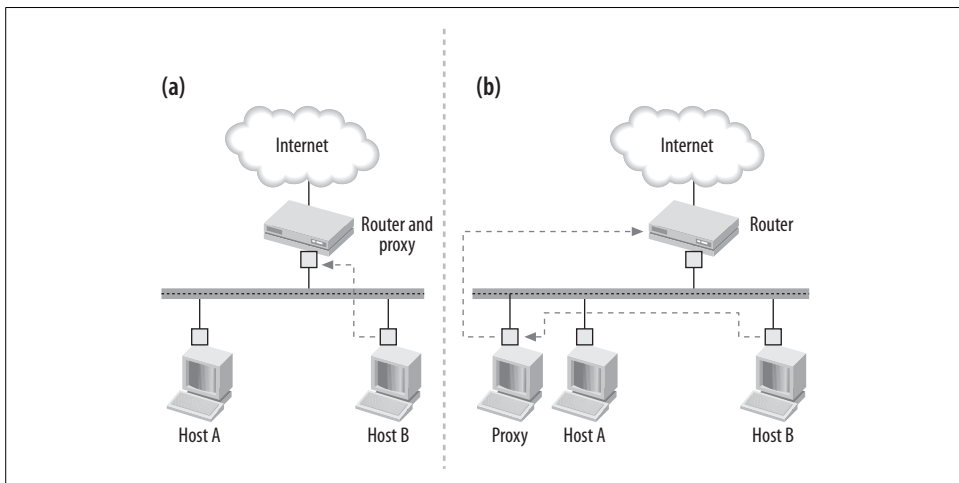 (a)
Internet
Router and
proxy
Host A
Host B
(b)
Internet
Router
Proxy
Host A
Host B